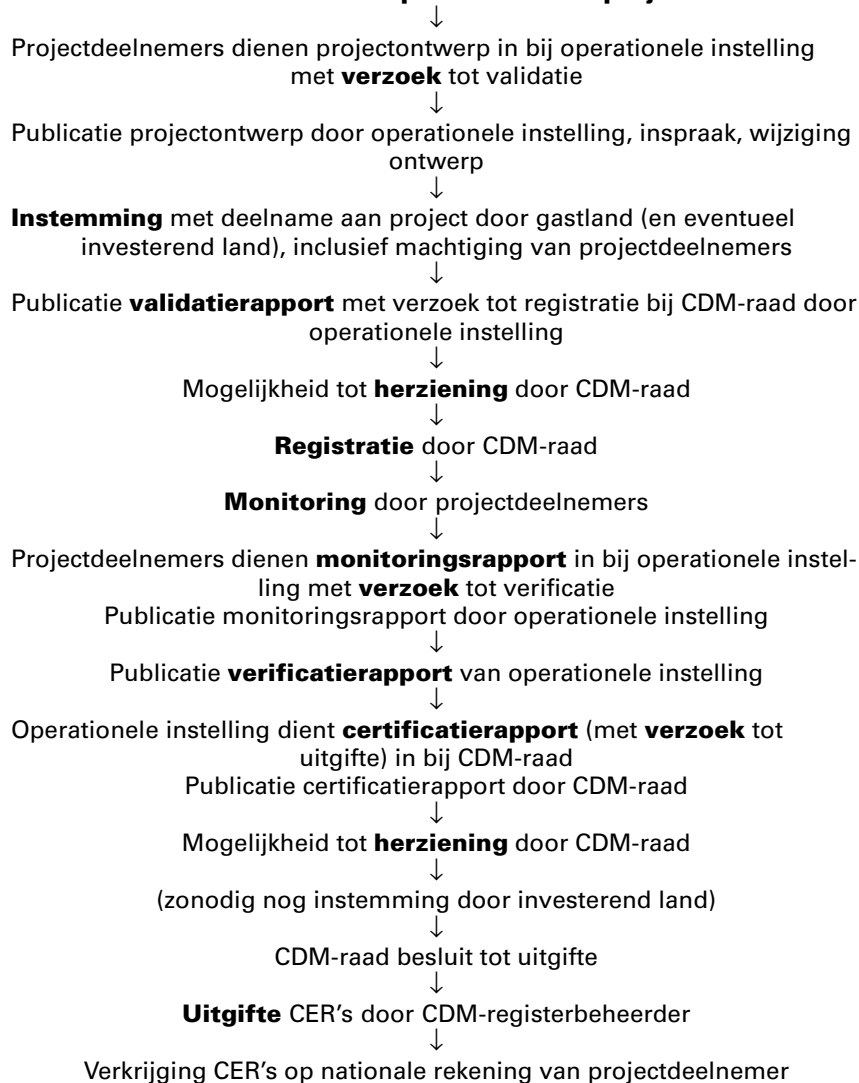 ↓
Projectdeelnemers dienen projectontwerp in bij operationele instelling
met verzoek tot validatie
↓
Publicatie projectontwerp door operationele instelling, inspraak, wijziging
ontwerp
↓
Instemming met deelname aan project door gastland (en eventueel
investerend land), inclusief machtiging van projectdeelnemers
↓
Publicatie validatierapport met verzoek tot registratie bij CDM-raad door
operationele instelling
↓
Mogelijkheid tot herziening door CDM-raad
↓
Registratie door CDM-raad
↓
Monitoring door projectdeelnemers
↓
Projectdeelnemers dienen monitoringsrapport in bij operationele instel-
ling met verzoek tot verificatie
Publicatie monitoringsrapport door operationele instelling
↓
Publicatie verificatierapport van operationele instelling
↓
Operationele instelling dient certificatierapport (met verzoek tot
uitgifte) in bij CDM-raad
Publicatie certificatierapport door CDM-raad
↓
Mogelijkheid tot herziening door CDM-raad
↓
(zonodig nog instemming door investerend land)
↓
CDM-raad besluit tot uitgifte
↓
Uitgifte CER's door CDM-registerbeheerder
↓
Verkrijging CER's op nationale rekening van projectdeelnemer